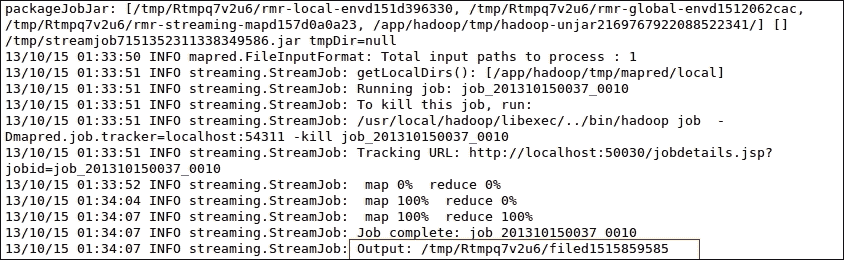 packageJobJar: [/tmp/Rtmpq7v2u6/rmr-local-envd151d396330, /tmp/Rtmpq7v2u6/rmr-global-envd1512062cac,
/tmp/Rtmpq7v2u6/rmr-streaming-mapd157d0a0a23, /app/hadoop/tmp/hadoop-unjar2169767922088522341/] []
/tmp/streamjob7151352311338349586.jar tmpDir=null
13/10/15 01:33:50 INFO mapred.FileInputFormat: Total input paths to process : 1
13/10/15 01:33:51 INFO streaming.StreamJob: getLocalDirs(): [/app/hadoop/tmp/mapred/local]
13/10/15 01:33:51 INFO streaming.StreamJob: Running job: job_201310150037_0010
13/10/15 01:33:51 INFO streaming.StreamJob: To kill this job, run:
13/10/15 01:33:51 INFO streaming.StreamJob: /usr/local/hadoop/libexec/../bin/hadoop job  -
Dmapred.job.tracker=localhost:54311 -kill job_201310150037_0010
13/10/15 01:33:51 INFO streaming.StreamJob: Tracking URL: http://localhost:50030/jobdetails.jsp?
jobid=job_201310150037_0010
13/10/15 01:33:52 INFO streaming.StreamJob:  map 0%  reduce 0%
13/10/15 01:34:04 INFO streaming.StreamJob:  map 100%  reduce 0%
13/10/15 01:34:07 INFO streaming.StreamJob:  map 100%  reduce 100%
13/10/15 01:34:07 INFO streaming.StreamJob: Job complete: job_201310150037_0010
13/10/15 01:34:07 INFO streaming.StreamJob: Output: /tmp/Rtmpq7v2u6/filed1515859585